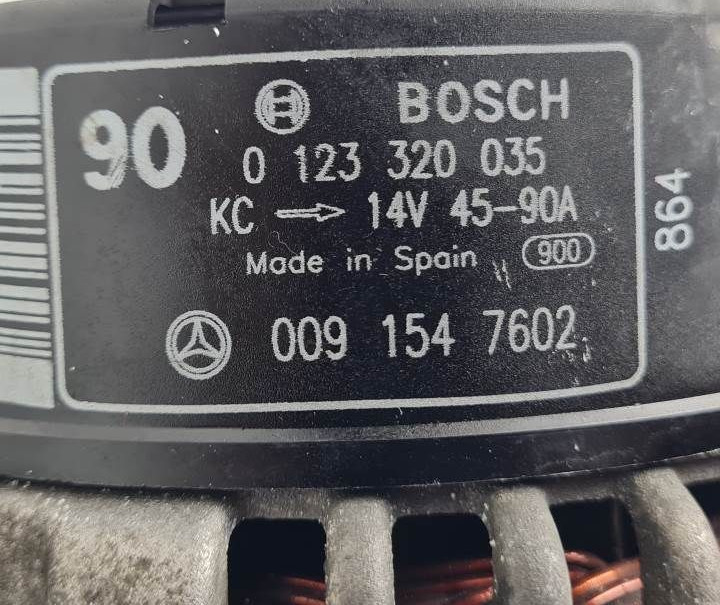 90
BOSCH
0 123 320 035
KC → 14V 45-90A
Made in Spain 900
009 154 7602
864